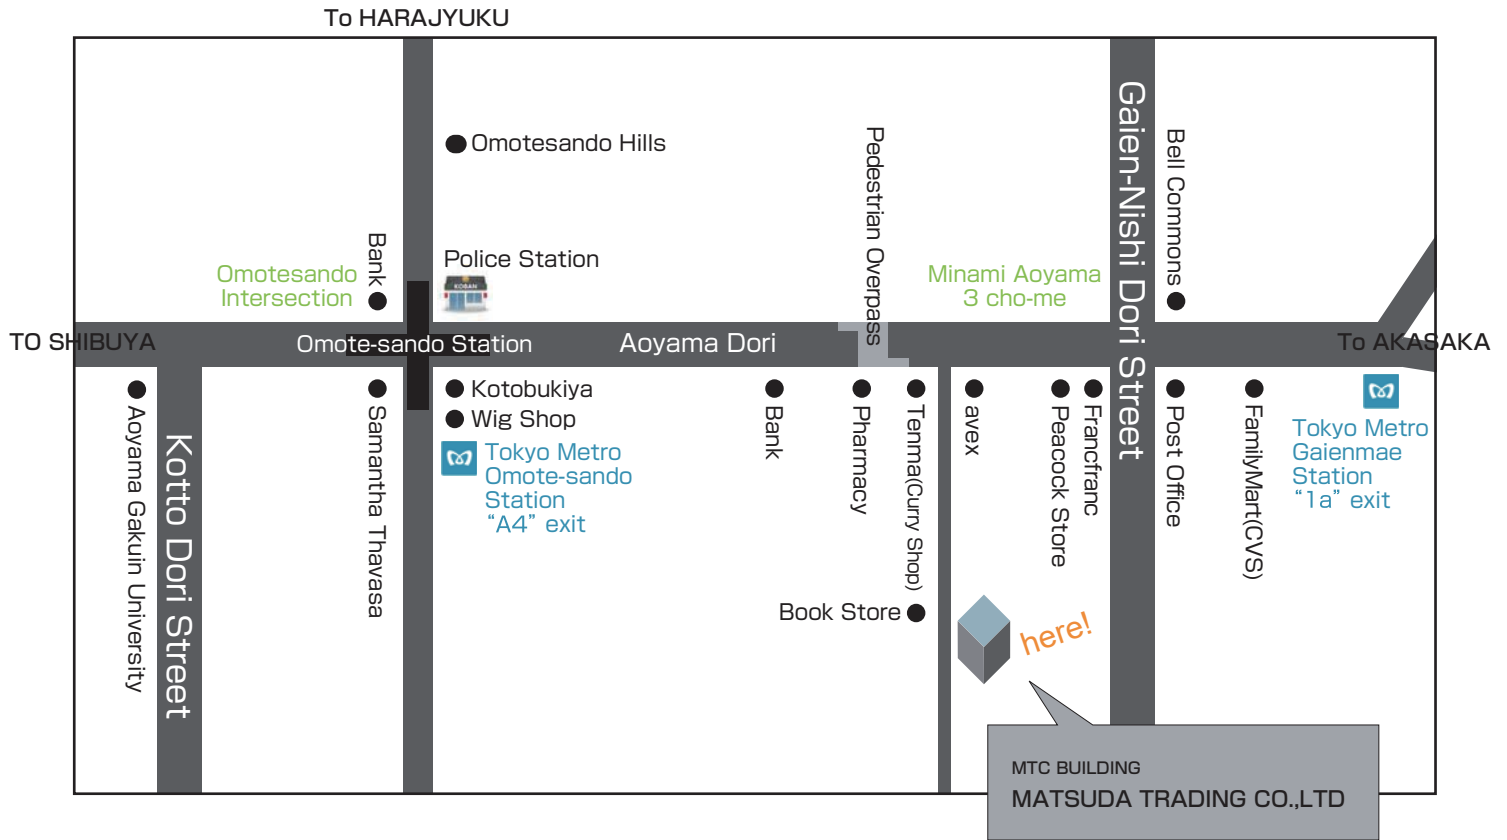 To HARAJYUKU
Omotesando Hills
Pedestrian Overpass
Gaien-Nishi Dori Street
Bell Commons
Bank
Police Station
KOBAN
Omotesando
Intersection
Minami Aoyama
3 cho-me
TO SHIBUYA
Omote-sando Station
Aoyama Dori
To AKASAKA
Aoyama Gakuin University
Kotto Dori Street
Samantha Thavasa
Kotobukiya
Wig Shop
Tokyo Metro
Omote-sando
Station
“A4” exit
Bank
Pharmacy
Tenma(Curry Shop)
avex
Peacock Store
Francfranc
Post Office
FamilyMart(CVS)
Tokyo Metro
Gaienmae
Station
“1a” exit
Book Store
here!
MTC BUILDING
MATSUDA TRADING CO.,LTD